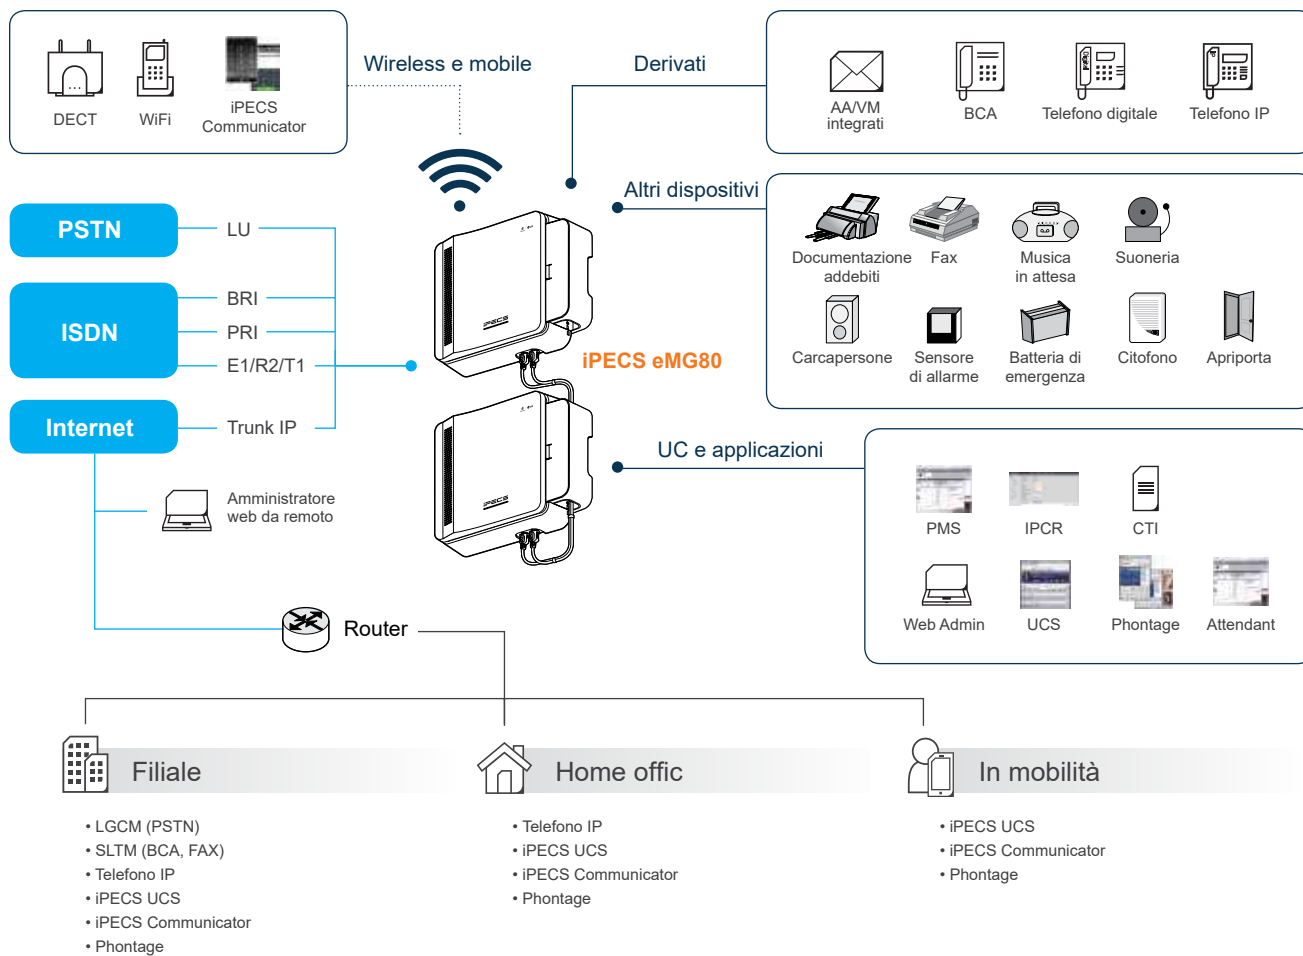 Wireless e mobile
DECT
WiFi
iPECS
Communicator
Derivati
AA/VM
integrati
BCA
Digital
Telefono digitale
Telefono IP
PSTN
LU
ISDN
BRI
PRI
E1/R2/T1
Internet
Trunk IP
Amministratore
web da remoto
iPECS
iPECS
iPECS eMG80
Altri dispositivi
Documentazione
addebiti
Fax
Musica
in attesa
Suoneria
Carcapersone
Sensore
di allarme
Batteria di
emergenza
Citofono
Apriporta
UC e applicazioni
PMS
IPCR
CTI
Web Admin
UCS
Phontage
Attendant
Router
Filiale
• LGCM (PSTN)
• SLTM (BCA, FAX)
• Telefono IP
• iPECS UCS
• iPECS Communicator
• Phontage
Home offic
• Telefono IP
• iPECS UCS
• iPECS Communicator
• Phontage
In mobilità
• iPECS UCS
• iPECS Communicator
• Phontage